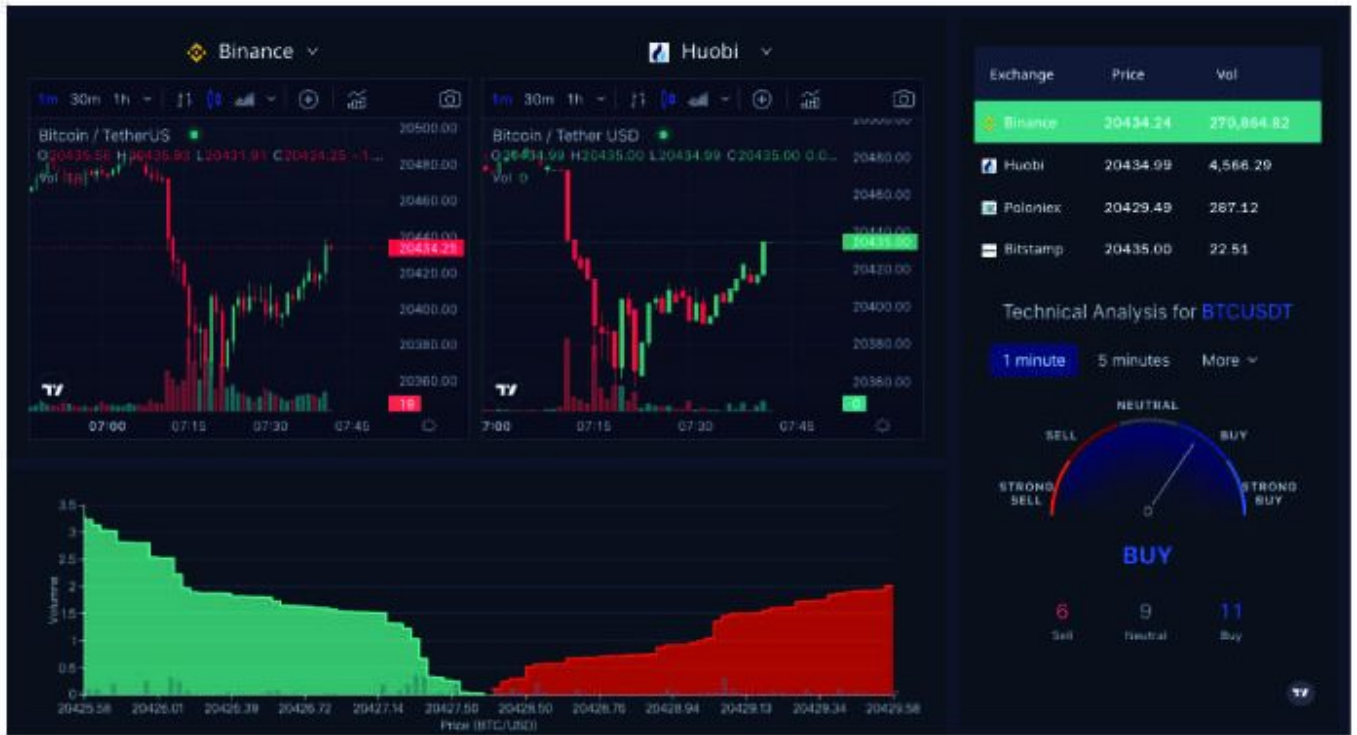 Binance
Huobi
1m 30m 1h
1m 30m 1h
Bitcoin / TetherUS
Bitcoin / Tether USD
O20434.99 H20435.00 L20434.99 C20435.00 0.0...
Vol
Vol 0
20500.00
20480.00
20460.00
20440.00
20434.25
20420.00
20400.00
20380.00
20360.00
19
07:00 07:15 07:30 07:45
20480.00
20460.00
20440.00
20435.00
20420.00
20400.00
20380.00
20360.00
0
7:00 07:15 07:30 07:45
Exchange Price Vol
Binance 20434.24 270,864.82
Huobi 20434.99 4,566.29
Poloniex 20429.49 287.12
Bitstamp 20435.00 22.51
Technical Analysis for BTCUSDT
1 minute 5 minutes More
NEUTRAL
SELL BUY
STRONG SELL
STRONG BUY
BUY
6 9 11
Sell Neutral Buy
3.5
3
2.5
2
1.5
1
0.5
0
Volumne
20425.58 20426.01 20426.39 20426.72 20427.14 20427.50 20428.50 20428.76 20428.94 20429.13 20429.34 20429.58
Price (BTC/USD)